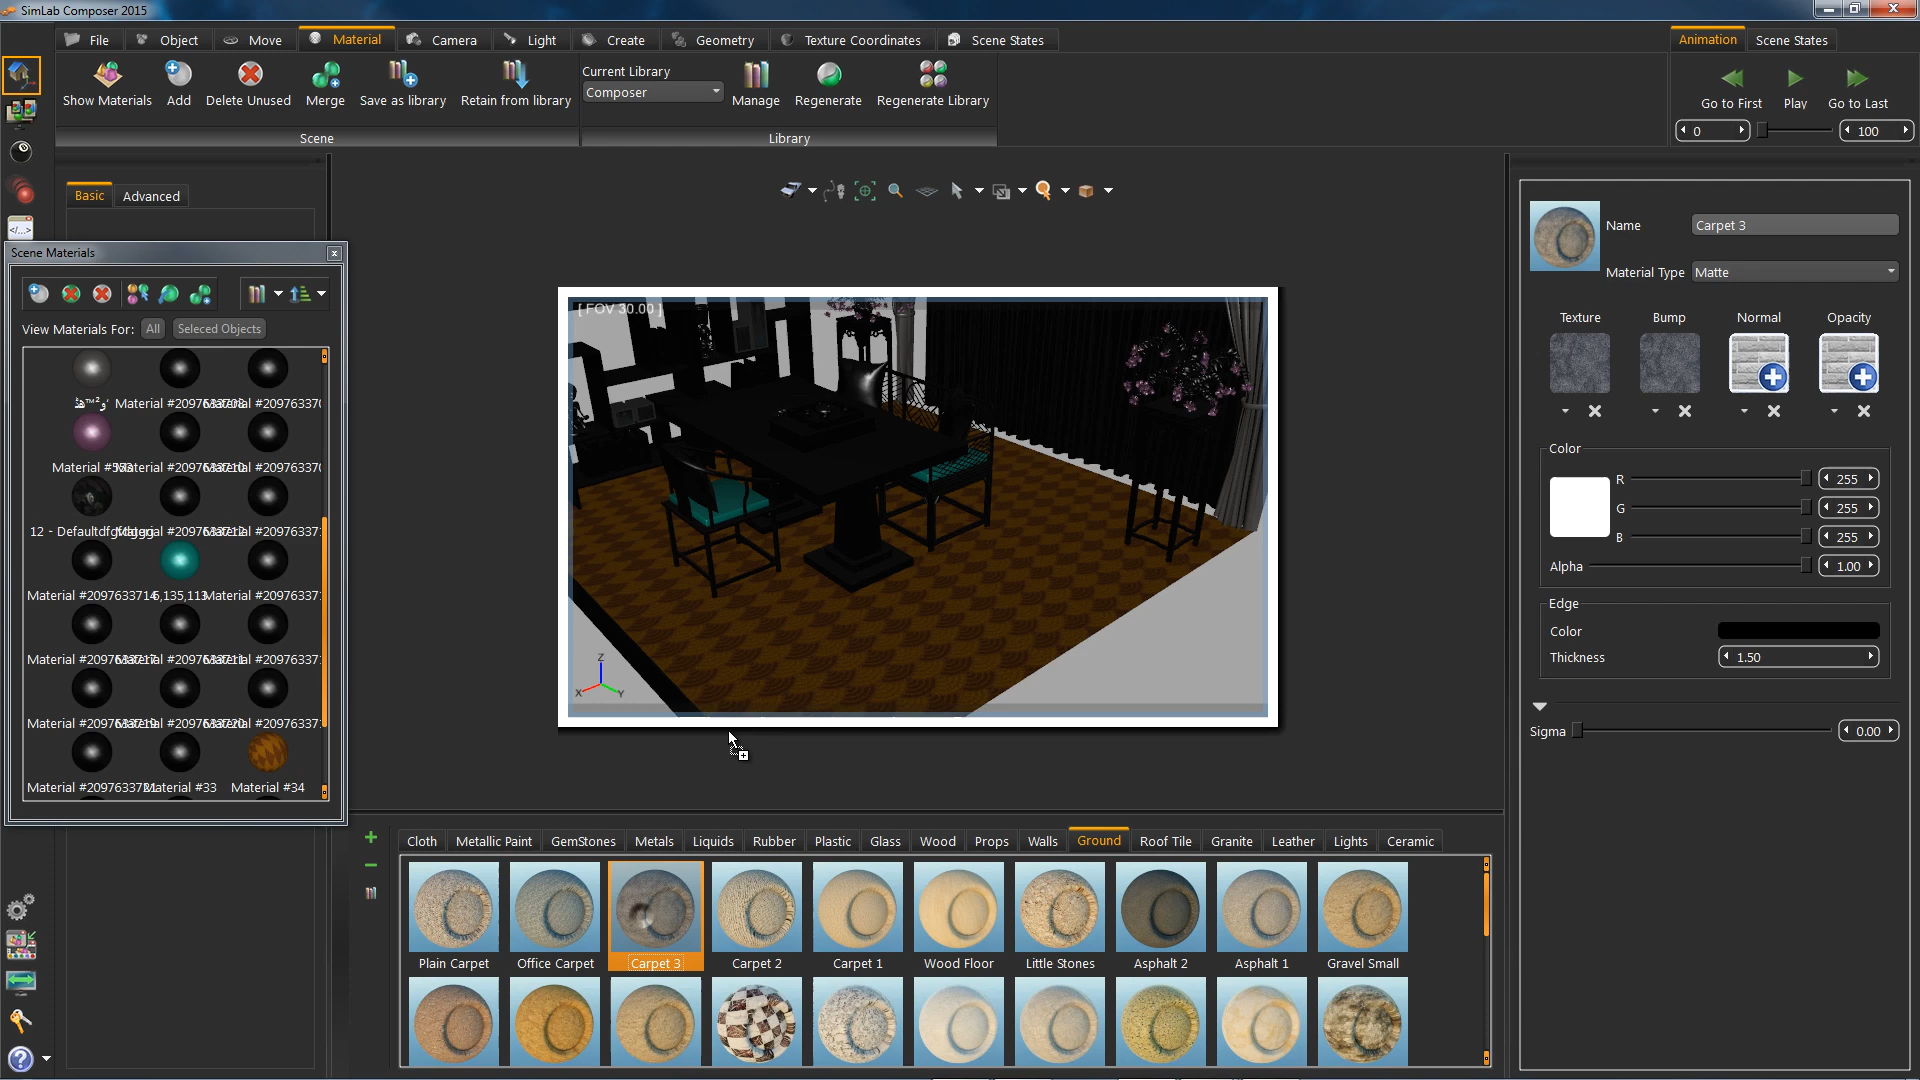 SimLab Composer 2015
File Object Move Material Camera Light Create Geometry Texture Coordinates Scene States
Animation Scene States
Show Materials Add Delete Unused Merge Save as library Retain from library
Current Library
Composer
Manage Regenerate Regenerate Library
Go to First Play Go to Last
0 100
Scene Library
Basic Advanced
Scene Materials
View Materials For: All Seleced Objects
[ FOV 30.00 ]
Material #33 Material #34
Z
X Y
Name Carpet 3
Material Type Matte
Texture Bump Normal Opacity
Color
R 255
G 255
B 255
Alpha 1.00
Edge
Color
Thickness 1.50
Sigma 0.00
Cloth Metallic Paint GemStones Metals Liquids Rubber Plastic Glass Wood Props Walls Ground Roof Tile Granite Leather Lights Ceramic
Plain Carpet Office Carpet Carpet 3 Carpet 2 Carpet 1 Wood Floor Little Stones Asphalt 2 Asphalt 1 Gravel Small